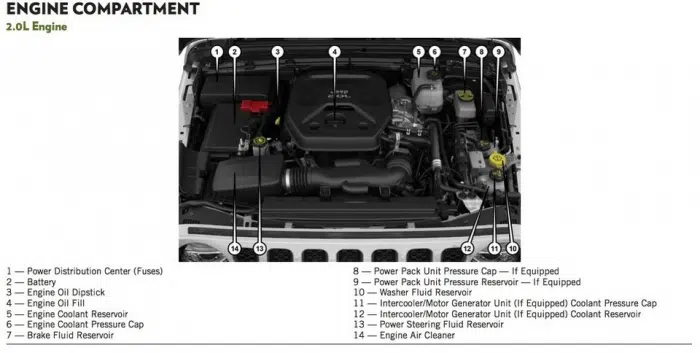 ENGINE COMPARTMENT
2.0L Engine
1 2 3 4 5 6 7 8 9
Jeep
14 13 12 11 10
1 — Power Distribution Center (Fuses)
2 — Battery
3 — Engine Oil Dipstick
4 — Engine Oil Fill
5 — Engine Coolant Reservoir
6 — Engine Coolant Pressure Cap
7 — Brake Fluid Reservoir
8 — Power Pack Unit Pressure Cap — If Equipped
9 — Power Pack Unit Pressure Reservoir — If Equipped
10 — Washer Fluid Reservoir
11 — Intercooler/Motor Generator Unit (If Equipped) Coolant Pressure Cap
12 — Intercooler/Motor Generator Unit (If Equipped) Coolant Reservoir
13 — Power Steering Fluid Reservoir
14 — Engine Air Cleaner